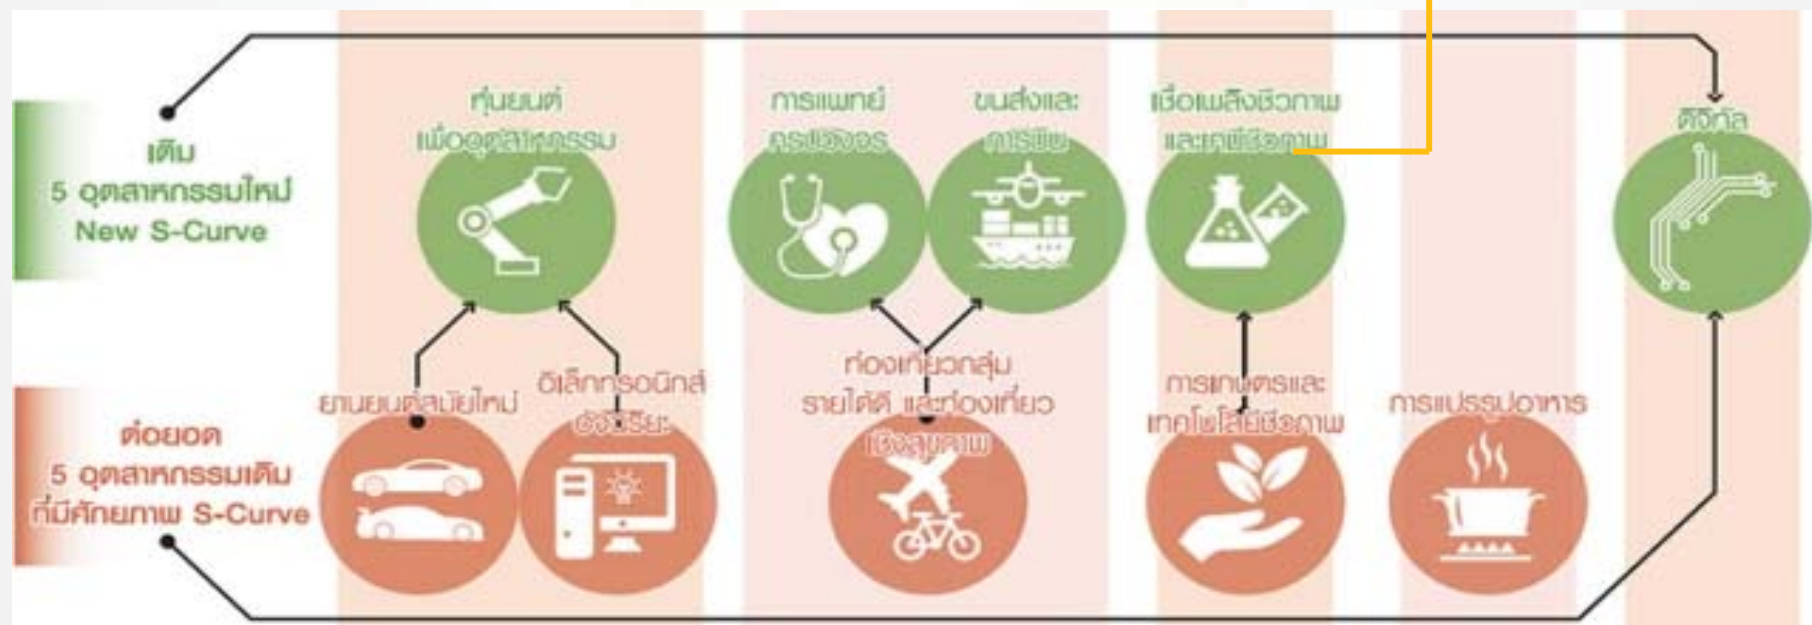 หุ่นยนต์
เพื่ออุตสาหกรรม
การแพทย์
ครบวงจร
ขนส่งและ
การบิน
เชื้อเพลิงชีวภาพ
และเคมีชีวภาพ
ดิจิทัล
เติม
5 อุตสาหกรรมใหม่
New S-Curve
ยานยนต์สมัยใหม่
อิเล็กทรอนิกส์
อัจฉริยะ
ท่องเที่ยวกลุ่ม
รายได้ดี และท่องเที่ยว
เชิงสุขภาพ
การเกษตรและ
เทคโนโลยีชีวภาพ
การแปรรูปอาหาร
ต่อยอด
5 อุตสาหกรรมเดิม
ที่มีศักยภาพ S-Curve